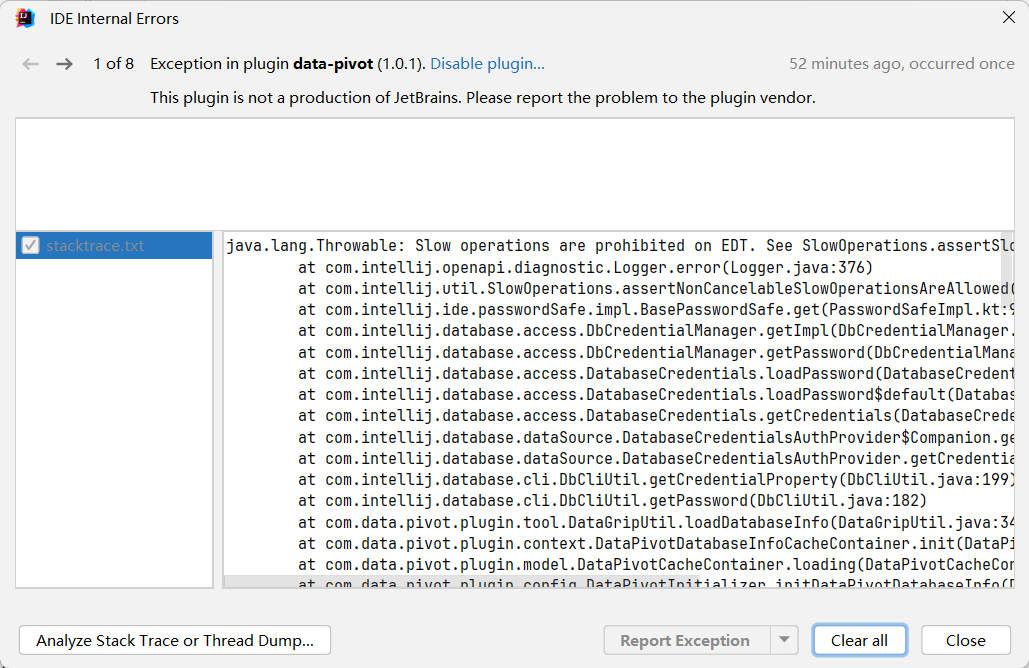 IDE Internal Errors
1 of 8 Exception in plugin data-pivot (1.0.1). Disable plugin... 52 minutes ago, occurred once
This plugin is not a production of JetBrains. Please report the problem to the plugin vendor.
stacktrace.txt
java.lang.Throwable: Slow operations are prohibited on EDT. See SlowOperations.assertSlo
at com.intellij.openapi.diagnostic.Logger.error(Logger.java:376)
at com.intellij.util.SlowOperations.assertNonCancelableSlowOperationsAreAllowed(
at com.intellij.ide.passwordSafe.impl.BasePasswordSafe.get(PasswordSafeImpl.kt:9
at com.intellij.database.access.DbCredentialManager.getImpl(DbCredentialManager.
at com.intellij.database.access.DbCredentialManager.getPassword(DbCredentialMana
at com.intellij.database.access.DatabaseCredentials.loadPassword(DatabaseCredent
at com.intellij.database.access.DatabaseCredentials.loadPassword$default(Databas
at com.intellij.database.access.DatabaseCredentials.getCredentials(DatabaseCrede
at com.intellij.database.dataSource.DatabaseCredentialsAuthProvider$Companion.ge
at com.intellij.database.dataSource.DatabaseCredentialsAuthProvider.getCredentia
at com.intellij.database.cli.DbCliUtil.getCredentialProperty(DbCliUtil.java:199)
at com.intellij.database.cli.DbCliUtil.getPassword(DbCliUtil.java:182)
at com.data.pivot.plugin.tool.DataGripUtil.loadDatabaseInfo(DataGripUtil.java:34
at com.data.pivot.plugin.context.DataPivotDatabaseInfoCacheContainer.init(DataPi
at com.data.pivot.plugin.model.DataPivotCacheContainer.loading(DataPivotCacheCon
at com.data.pivot.plugin.config.DataPivotInitializer.initDataPivotDatabaseInfo(D
Analyze Stack Trace or Thread Dump... Report Exception Clear all Close